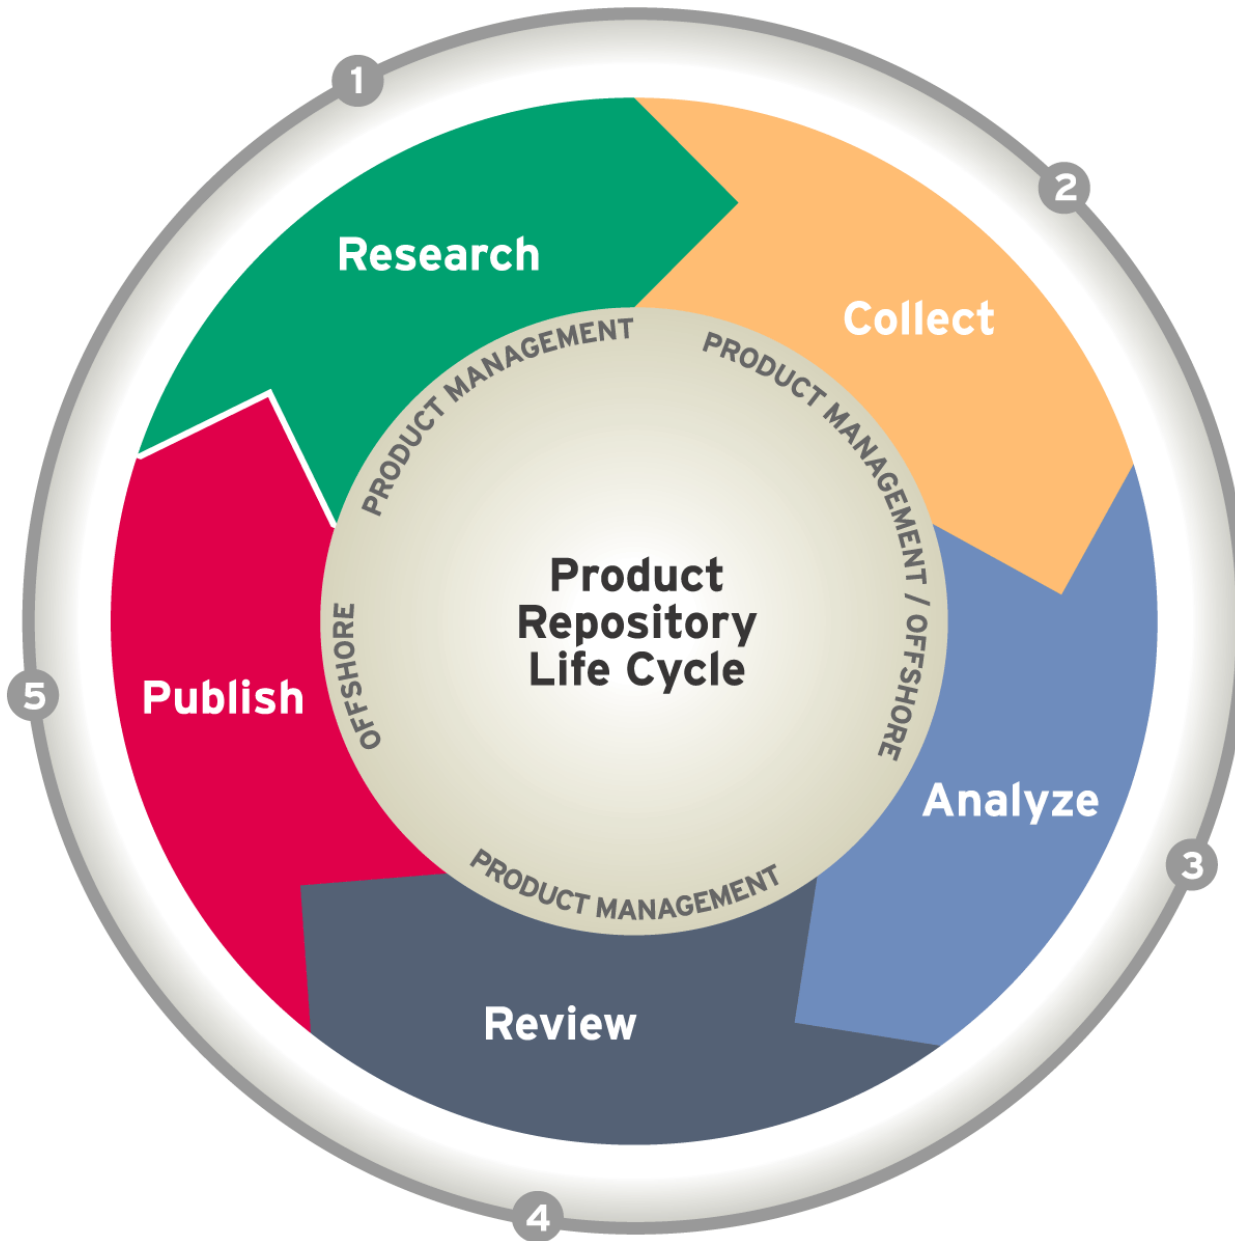 1
Research
PRODUCT MANAGEMENT
2
Collect
PRODUCT MANAGEMENT / OFFSHORE
3
Analyze
4
Review
PRODUCT MANAGEMENT
5
Publish
OFFSHORE
Product
Repository
Life Cycle